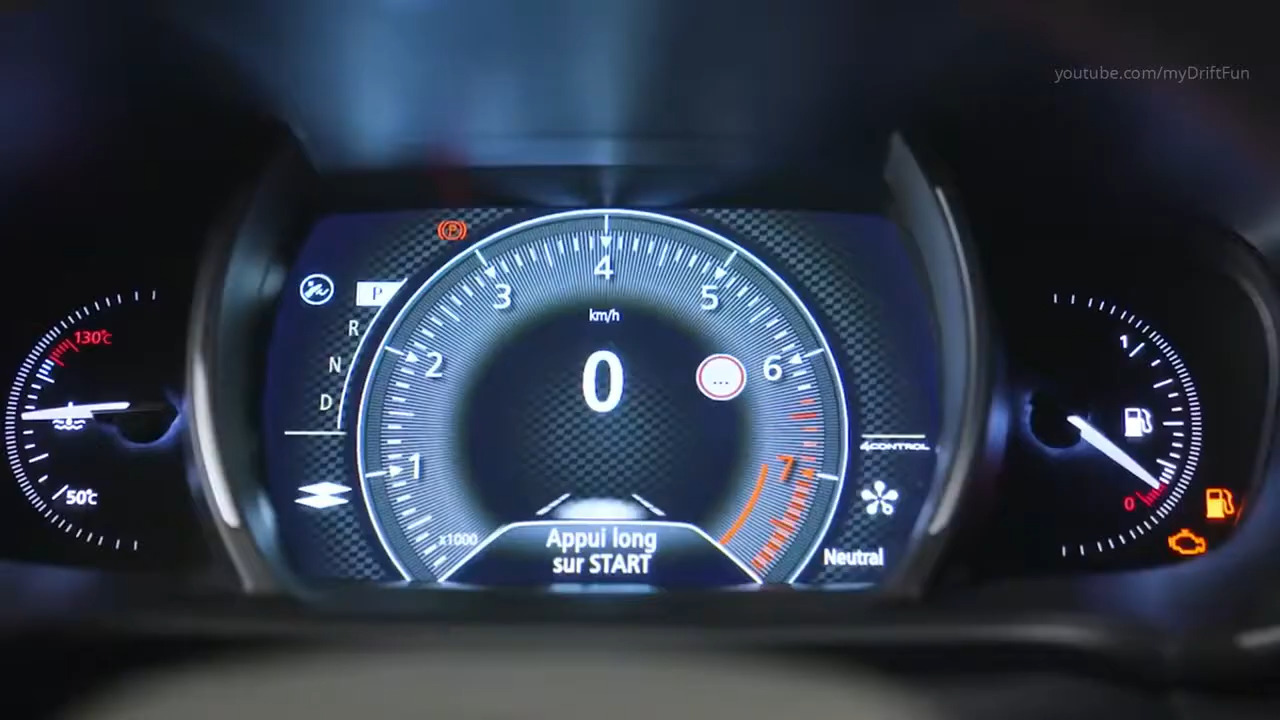 youtube.com/myDriftFun
P
P
R
N
D
130°C
50°C
1
2
3
4
5
6
7
x1000
km/h
0
...
Appui long
sur START
4CONTROL
Neutral
1
0